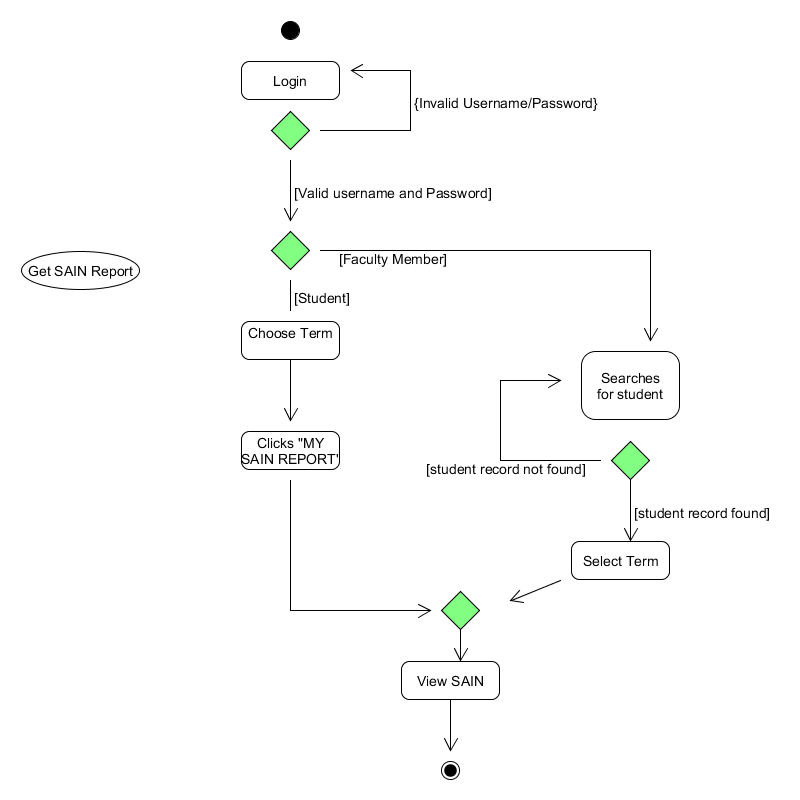 Login
{Invalid Username/Password}
[Valid username and Password]
[Faculty Member]
Get SAIN Report
[Student]
Choose Term
Searches
for student
Clicks "MY
SAIN REPORT"
[student record not found]
[student record found]
Select Term
View SAIN